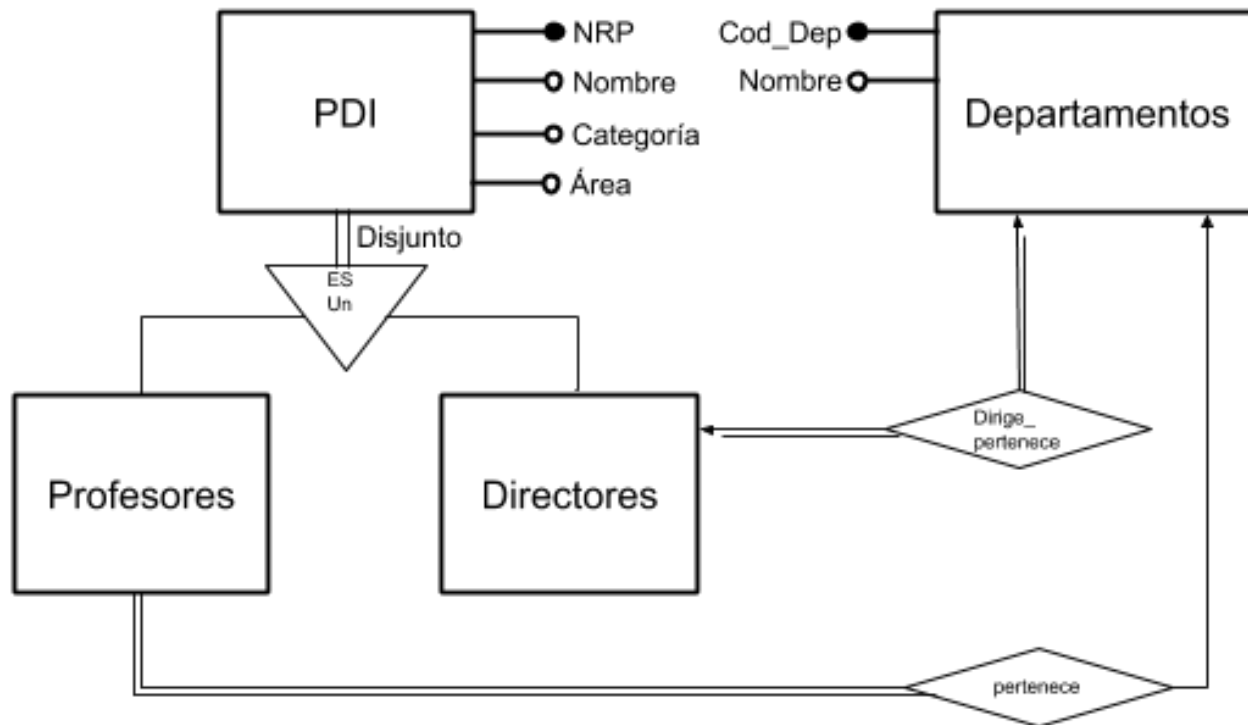 PDI
NRP
Nombre
Categoría
Área
Cod_Dep
Nombre
Departamentos
Disjunto
ES
Un
Profesores
Directores
Dirige_
pertenece
pertenece